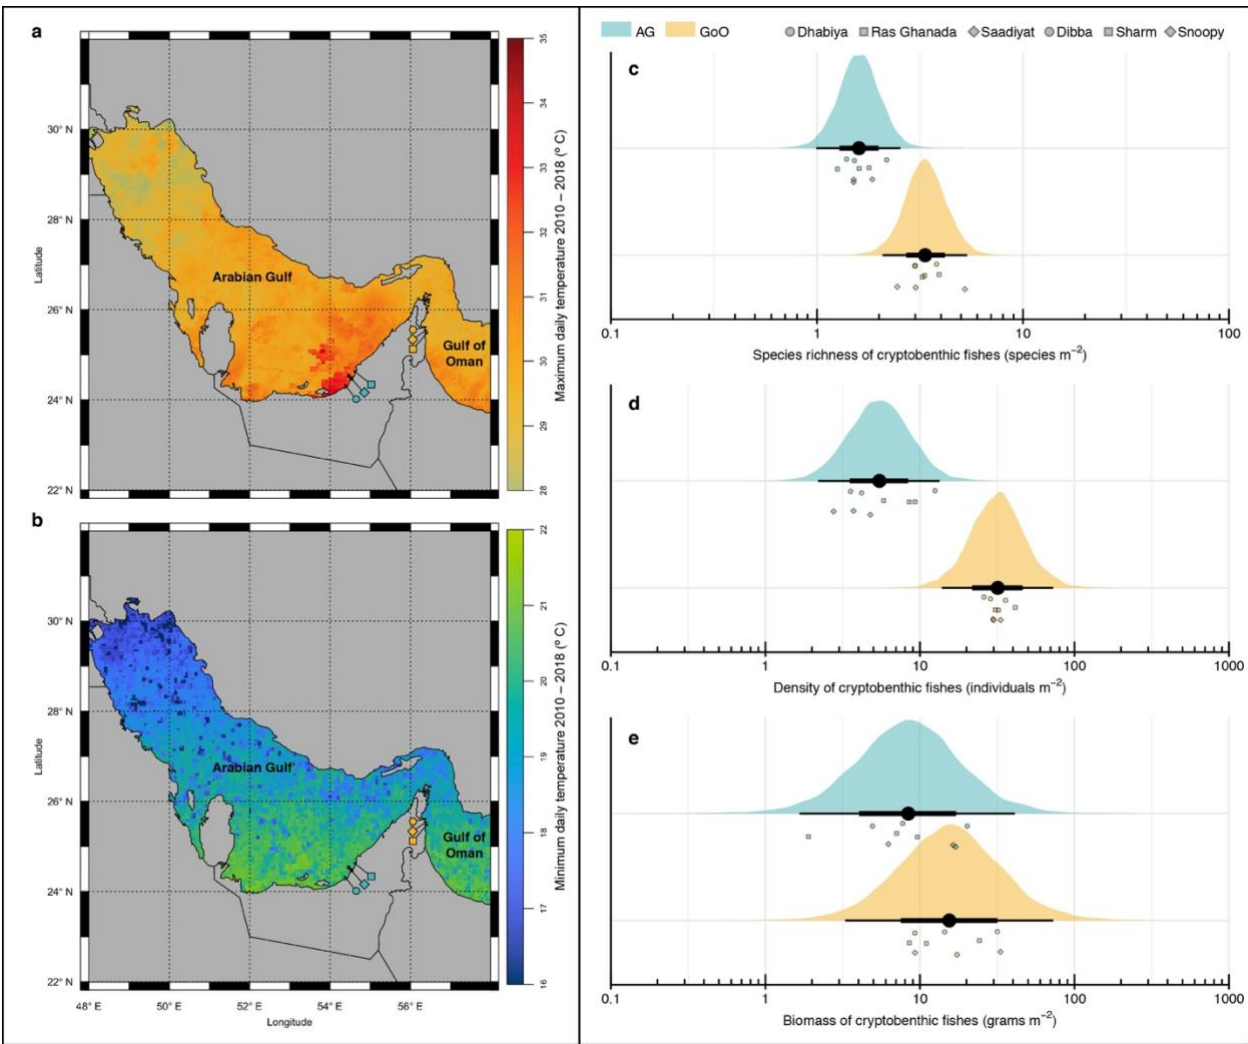 a
30° N
28° N
26° N
24° N
22° N
Latitude
Arabian Gulf
Gulf of
Oman
35
34
33
32
31
30
29
28
Maximum daily temperature 2010 – 2018 (º C)
b
30° N
28° N
26° N
24° N
22° N
Latitude
Arabian Gulf
Gulf of
Oman
48° E 50° E 52° E 54° E 56° E
Longitude
22
21
20
19
18
17
16
Minimum daily temperature 2010 – 2018 (º C)
AG GoO Dhabiya Ras Ghanada Saadiyat Dibba Sharm Snoopy
c
0.1 1 10 100
Species richness of cryptobenthic fishes (species m⁻²)
d
0.1 1 10 100 1000
Density of cryptobenthic fishes (individuals m⁻²)
e
0.1 1 10 100 1000
Biomass of cryptobenthic fishes (grams m⁻²)